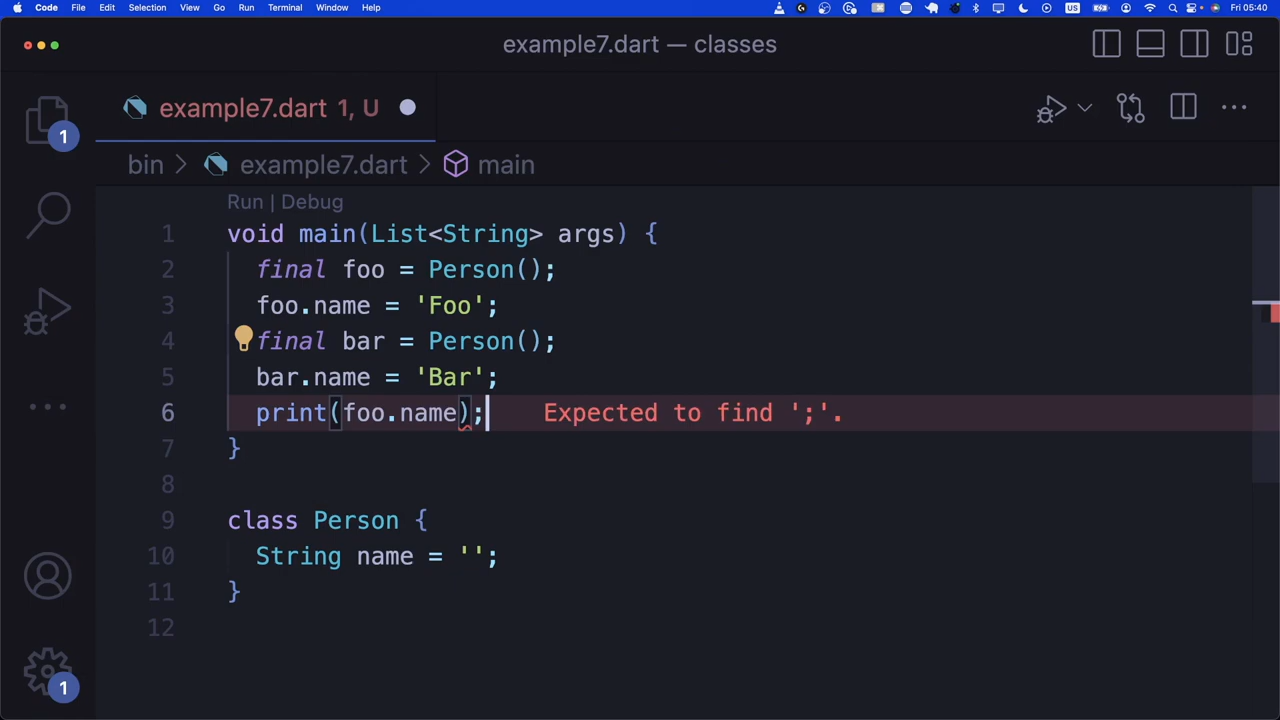 Code File Edit Selection View Go Run Terminal Window Help US Fri 05:40
example7.dart — classes
example7.dart 1, U
bin > example7.dart > main
Run | Debug
1 void main(List<String> args) {
2 final foo = Person();
3 foo.name = 'Foo';
4 final bar = Person();
5 bar.name = 'Bar';
6 print(foo.name); Expected to find ';'.
7 }
8
9 class Person {
10 String name = '';
11 }
12
1
1